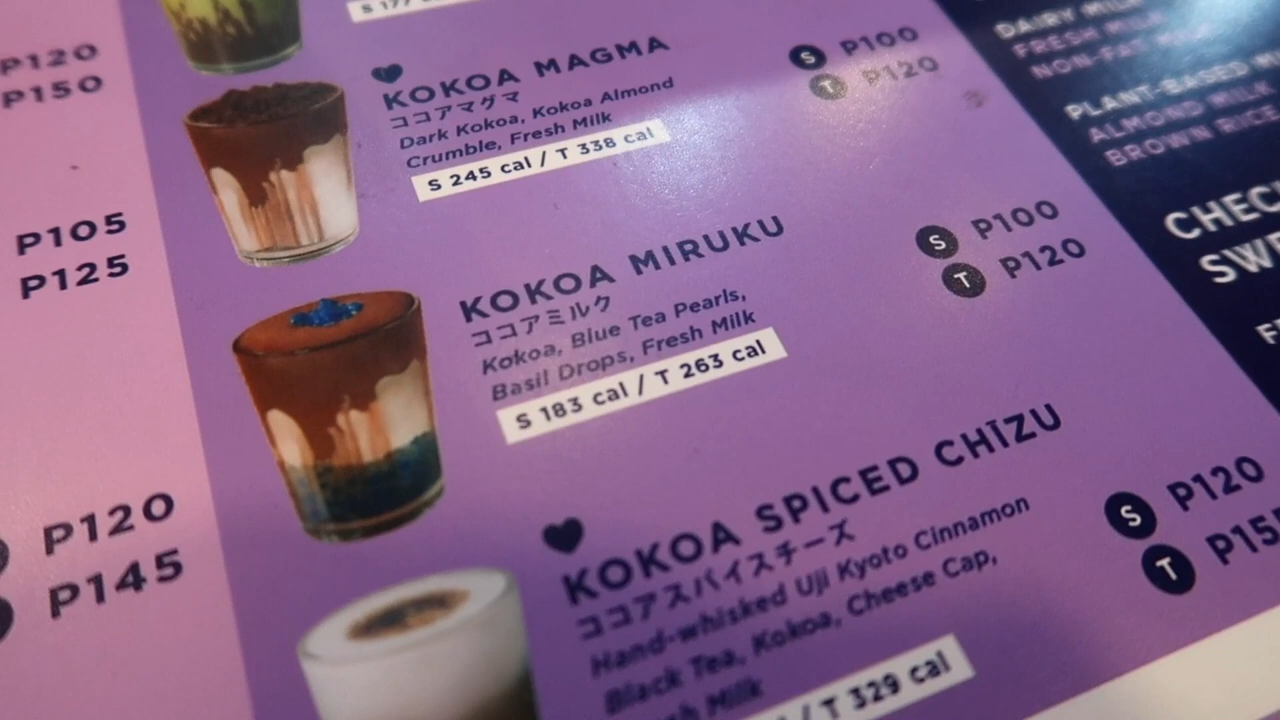 S 177
P120
P150
KOKOA MAGMA
ココアマグマ
Dark Kokoa, Kokoa Almond
Crumble, Fresh Milk
S 245 cal / T 338 cal
S P100
T P120
P105
P125
KOKOA MIRUKU
ココアミルク
Kokoa, Blue Tea Pearls,
Basil Drops, Fresh Milk
S 183 cal / T 263 cal
S P100
T P120
P120
P145
KOKOA SPICED CHĪZU
ココアスパイスチーズ
Hand-whisked Uji Kyoto Cinnamon
Black Tea, Kokoa, Cheese Cap,
Milk
/ T 329 cal
S P120
T
DAIRY
FRESH
PLANT-BASED
ALMOND MILK
BROWN RICE